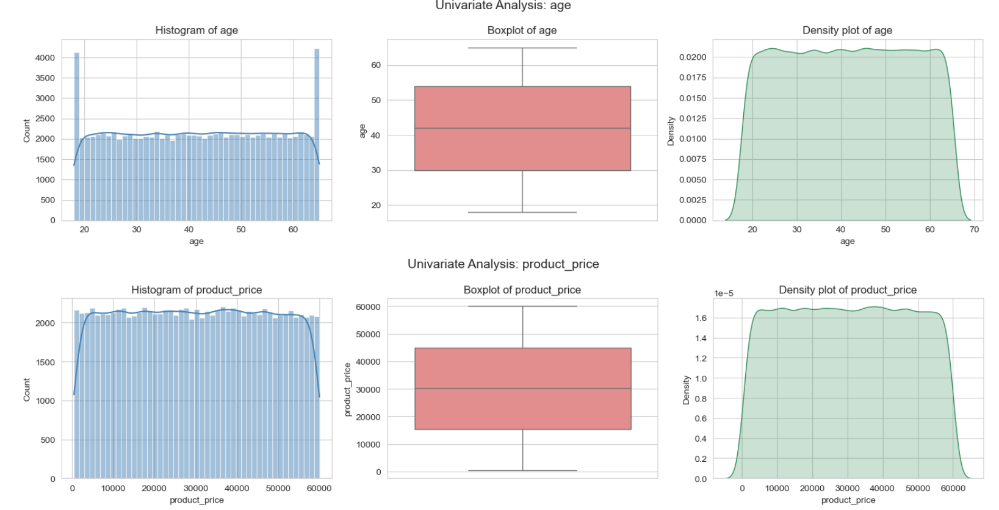 Univariate Analysis: age
Histogram of age
Count
4000
3500
3000
2500
2000
1500
1000
500
0
20 30 40 50 60
age
Boxplot of age
age
60
50
40
30
20
Density plot of age
Density
0.0200
0.0175
0.0150
0.0125
0.0100
0.0075
0.0050
0.0025
0.0000
20 30 40 50 60 70
age
Univariate Analysis: product_price
Histogram of product_price
Count
2000
1500
1000
500
0
0 10000 20000 30000 40000 50000 60000
product_price
Boxplot of product_price
product_price
60000
50000
40000
30000
20000
10000
0
Density plot of product_price
1e−5
Density
1.6
1.4
1.2
1.0
0.8
0.6
0.4
0.2
0.0
0 10000 20000 30000 40000 50000 60000
product_price